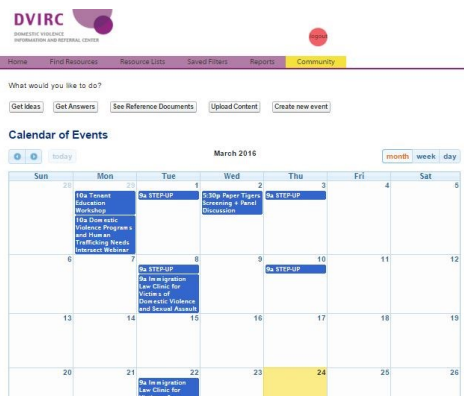 DVIRC
DOMESTIC VIOLENCE
INFORMATION AND REFERRAL CENTER
logout
Home Find Resources Resource Lists Saved Filters Reports Community
What would you like to do?
Get Ideas Get Answers See Reference Documents Upload Content Create new event
Calendar of Events
today March 2016 month week day
Sun Mon Tue Wed Thu Fri Sat
28 29 1 2 3 4 5
10a Tenant
Education
Workshop
10a Domestic
Violence Programs
and Human
Trafficking Needs
Intersect Webinar
9a STEP-UP
5:30p Paper Tigers
Screening + Panel
Discussion
9a STEP-UP
6 7 8 9 10 11 12
9a STEP-UP
9a Immigration
Law Clinic for
Victims of
Domestic Violence
and Sexual Assault
9a STEP-UP
13 14 15 16 17 18 19
20 21 22 23 24 25 26
9a Immigration
Law Clinic for